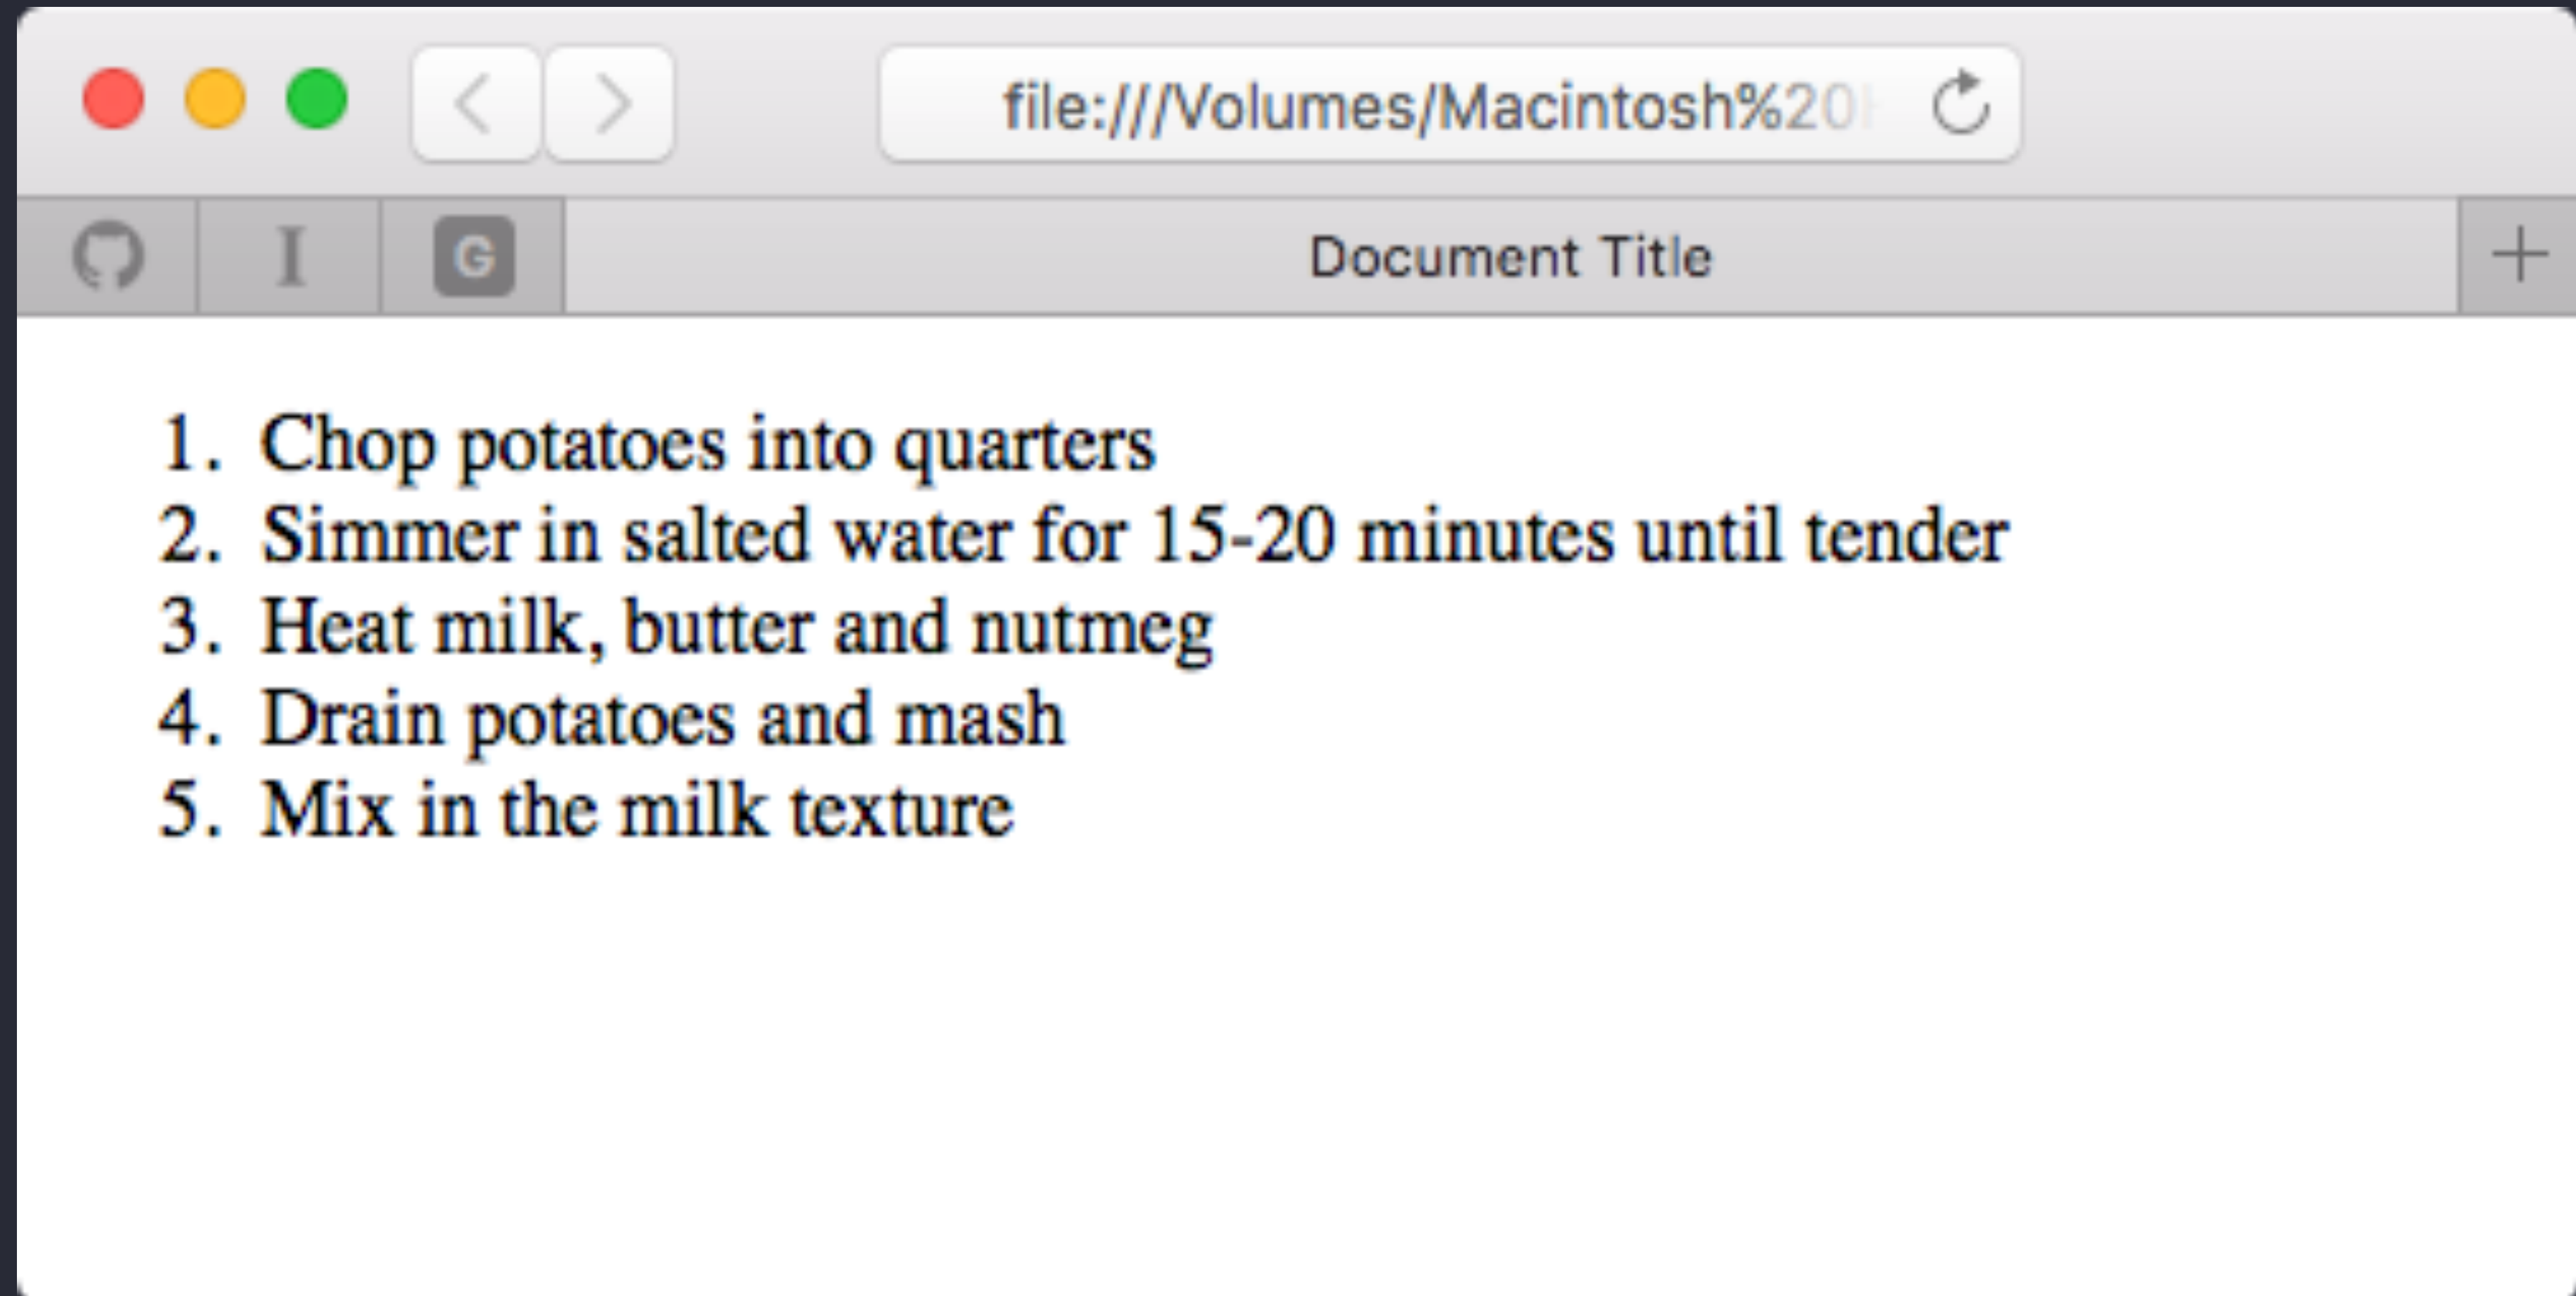 file:///Volumes/Macintosh%20
I G Document Title
1. Chop potatoes into quarters
2. Simmer in salted water for 15-20 minutes until tender
3. Heat milk, butter and nutmeg
4. Drain potatoes and mash
5. Mix in the milk texture